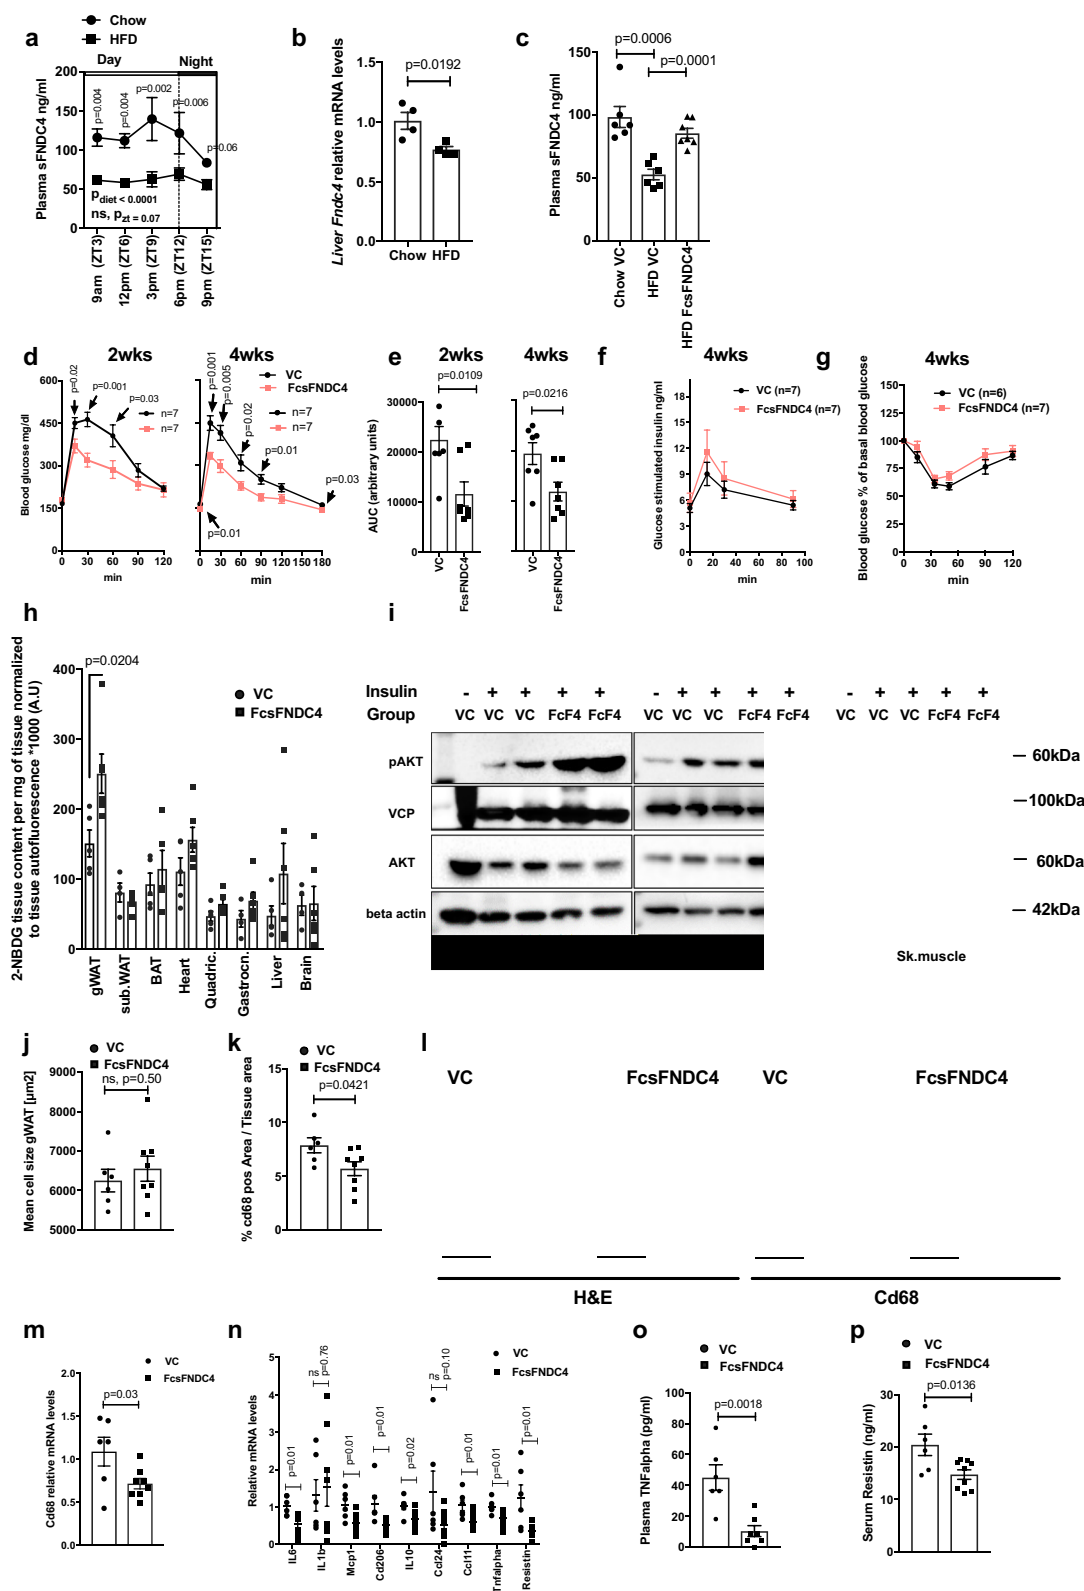 a
Chow
HFD
Day
Night
Plasma sFNDC4 ng/ml
200
150
100
50
0
p=0.004
p=0.004
p=0.002
p=0.006
p=0.06
p diet < 0.0001
ns, p zt = 0.07
9am (ZT3)
12pm (ZT6)
3pm (ZT9)
6pm (ZT12)
9pm (ZT15)
b
Liver Fndc4 relative mRNA levels
p=0.0192
1.5
1.0
0.5
0.0
Chow HFD
c
Plasma sFNDC4 ng/ml
p=0.0006
p=0.0001
150
100
50
0
Chow VC
HFD VC
HFD FcsFNDC4
d
2wks
4wks
Blood glucose mg/dl
600
450
300
150
0
p=0.02
p=0.001
p=0.03
n=7
n=7
0 30 60 90 120
min
VC
FcsFNDC4
p=0.001
p=0.005
p=0.02
p=0.01
p=0.03
p=0.01
n=7
n=7
0 30 60 90 120 150 180
min
e
2wks
4wks
AUC (arbitrary units)
p=0.0109
p=0.0216
30000
20000
10000
0
VC
FcsFNDC4
VC
FcsFNDC4
f
4wks
Glucose stimulated insulin ng/ml
VC (n=7)
FcsFNDC4 (n=7)
15
12
9
6
3
0
0 20 40 60 80 100
min
g
4wks
Blood glucose % of basal blood glucose
VC (n=6)
FcsFNDC4 (n=7)
150
125
100
75
50
25
0
0 30 60 90 120
min
h
2-NBDG tissue content per mg of tissue normalized
to tissue autofluorescence *1000 (A.U)
p=0.0204
VC
FcsFNDC4
400
300
200
100
0
gWAT
sub.WAT
BAT
Heart
Quadric.
Gastrocn.
Liver
Brain
i
Insulin - + + + + - + + + + - + + + +
Group VC VC VC FcF4 FcF4 VC VC VC FcF4 FcF4 VC VC VC FcF4 FcF4
pAKT
60kDa
VCP
100kDa
AKT
60kDa
beta actin
42kDa
Sk.muscle
j
VC
FcsFNDC4
ns, p=0.50
Mean cell size gWAT [µm2]
9000
8000
7000
6000
5000
k
VC
FcsFNDC4
p=0.0421
% cd68 pos Area / Tissue area
15
10
5
0
l
VC FcsFNDC4 VC FcsFNDC4
H&E Cd68
m
VC
FcsFNDC4
p=0.03
Cd68 relative mRNA levels
2.0
1.5
1.0
0.5
0.0
n
VC
FcsFNDC4
Relative mRNA levels
5
4
3
2
1
0
p=0.01
ns p=0.76
p=0.01
p=0.01
p=0.02
ns p=0.10
p=0.01
p=0.01
p=0.01
IL6
IL1b
Mcp1
Cd206
IL10
Ccl24
Ccl11
Tnfalpha
Resistin
o
VC
FcsFNDC4
p=0.0018
Plasma TNFalpha (pg/ml)
100
80
60
40
20
0
p
VC
FcsFNDC4
p=0.0136
Serum Resistin (ng/ml)
30
20
10
0